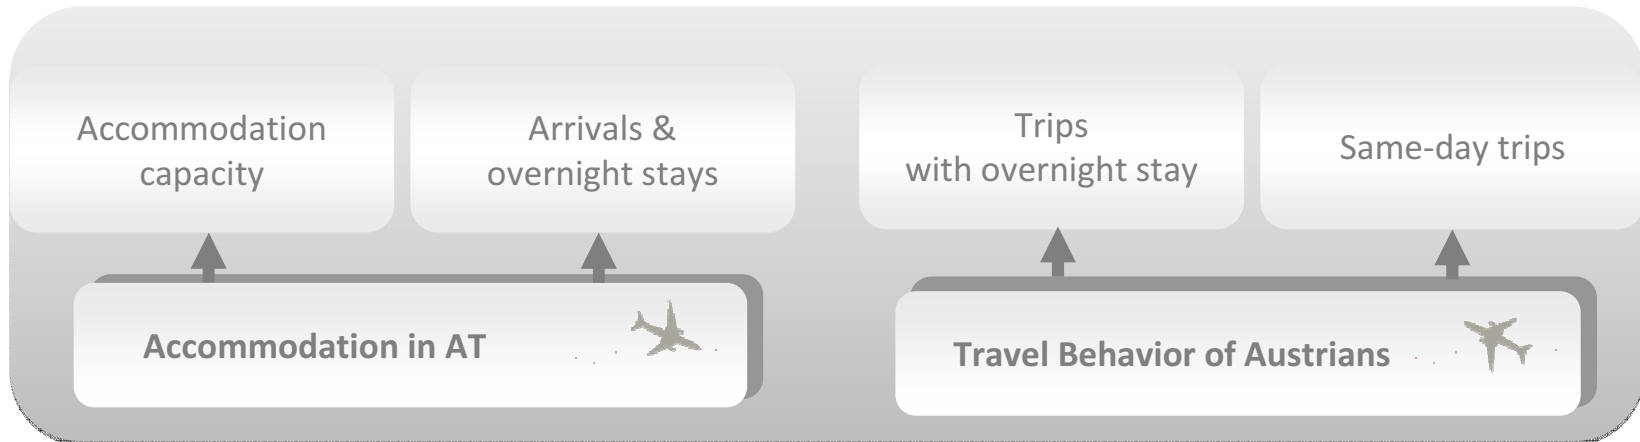 Accommodation
capacity
Arrivals &
overnight stays
Trips
with overnight stay
Same-day trips
Accommodation in AT
Travel Behavior of Austrians